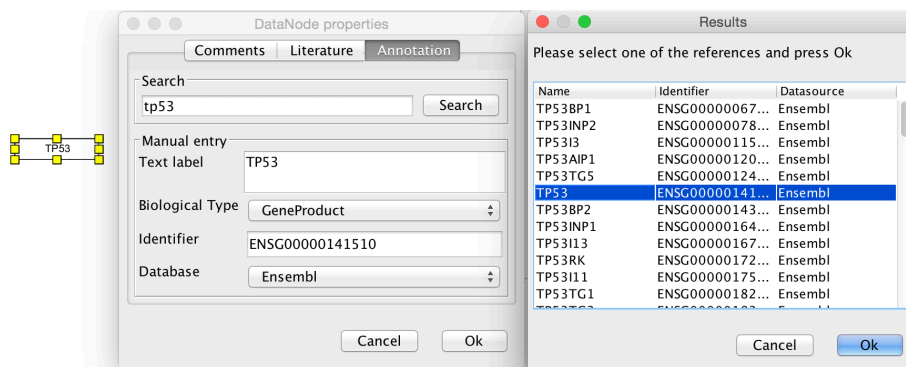 TP53
DataNode properties
Comments Literature Annotation
Search
tp53 Search
Manual entry
Text label TP53
Biological Type GeneProduct
Identifier ENSG00000141510
Database Ensembl
Cancel Ok
Results
Please select one of the references and press Ok
Name Identifier Datasource
TP53BP1 ENSG00000067... Ensembl
TP53INP2 ENSG00000078... Ensembl
TP53I3 ENSG00000115... Ensembl
TP53AIP1 ENSG00000120... Ensembl
TP53TG5 ENSG00000124... Ensembl
TP53 ENSG00000141... Ensembl
TP53BP2 ENSG00000143... Ensembl
TP53INP1 ENSG00000164... Ensembl
TP53I13 ENSG00000167... Ensembl
TP53RK ENSG00000172... Ensembl
TP53I11 ENSG00000175... Ensembl
TP53TG1 ENSG00000182... Ensembl
Cancel Ok